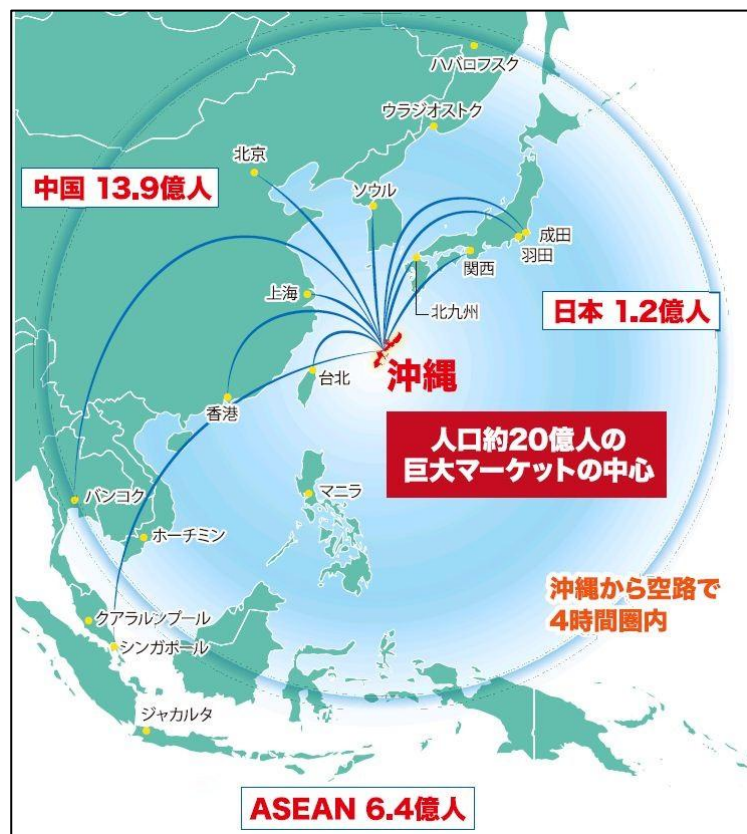 ハバロフスク
ウラジオストク
北京
中国 13.9億人
ソウル
成田
羽田
関西
上海
北九州
日本 1.2億人
沖縄
台北
香港
人口約20億人の
巨大マーケットの中心
バンコク
マニラ
ホーチミン
沖縄から空路で
4時間圏内
クアラルンプール
シンガポール
ジャカルタ
ASEAN 6.4億人